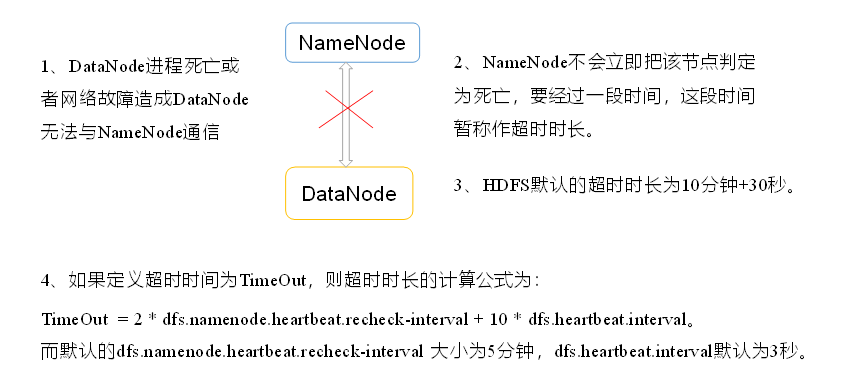 NameNode
1、DataNode进程死亡或
者网络故障造成DataNode
无法与NameNode通信
2、NameNode不会立即把该节点判定
为死亡，要经过一段时间，这段时间
暂称作超时时长。
DataNode
3、HDFS默认的超时时长为10分钟+30秒。
4、如果定义超时时间为TimeOut，则超时时长的计算公式为：
TimeOut = 2 * dfs.namenode.heartbeat.recheck-interval + 10 * dfs.heartbeat.interval。
而默认的dfs.namenode.heartbeat.recheck-interval 大小为5分钟，dfs.heartbeat.interval默认为3秒。